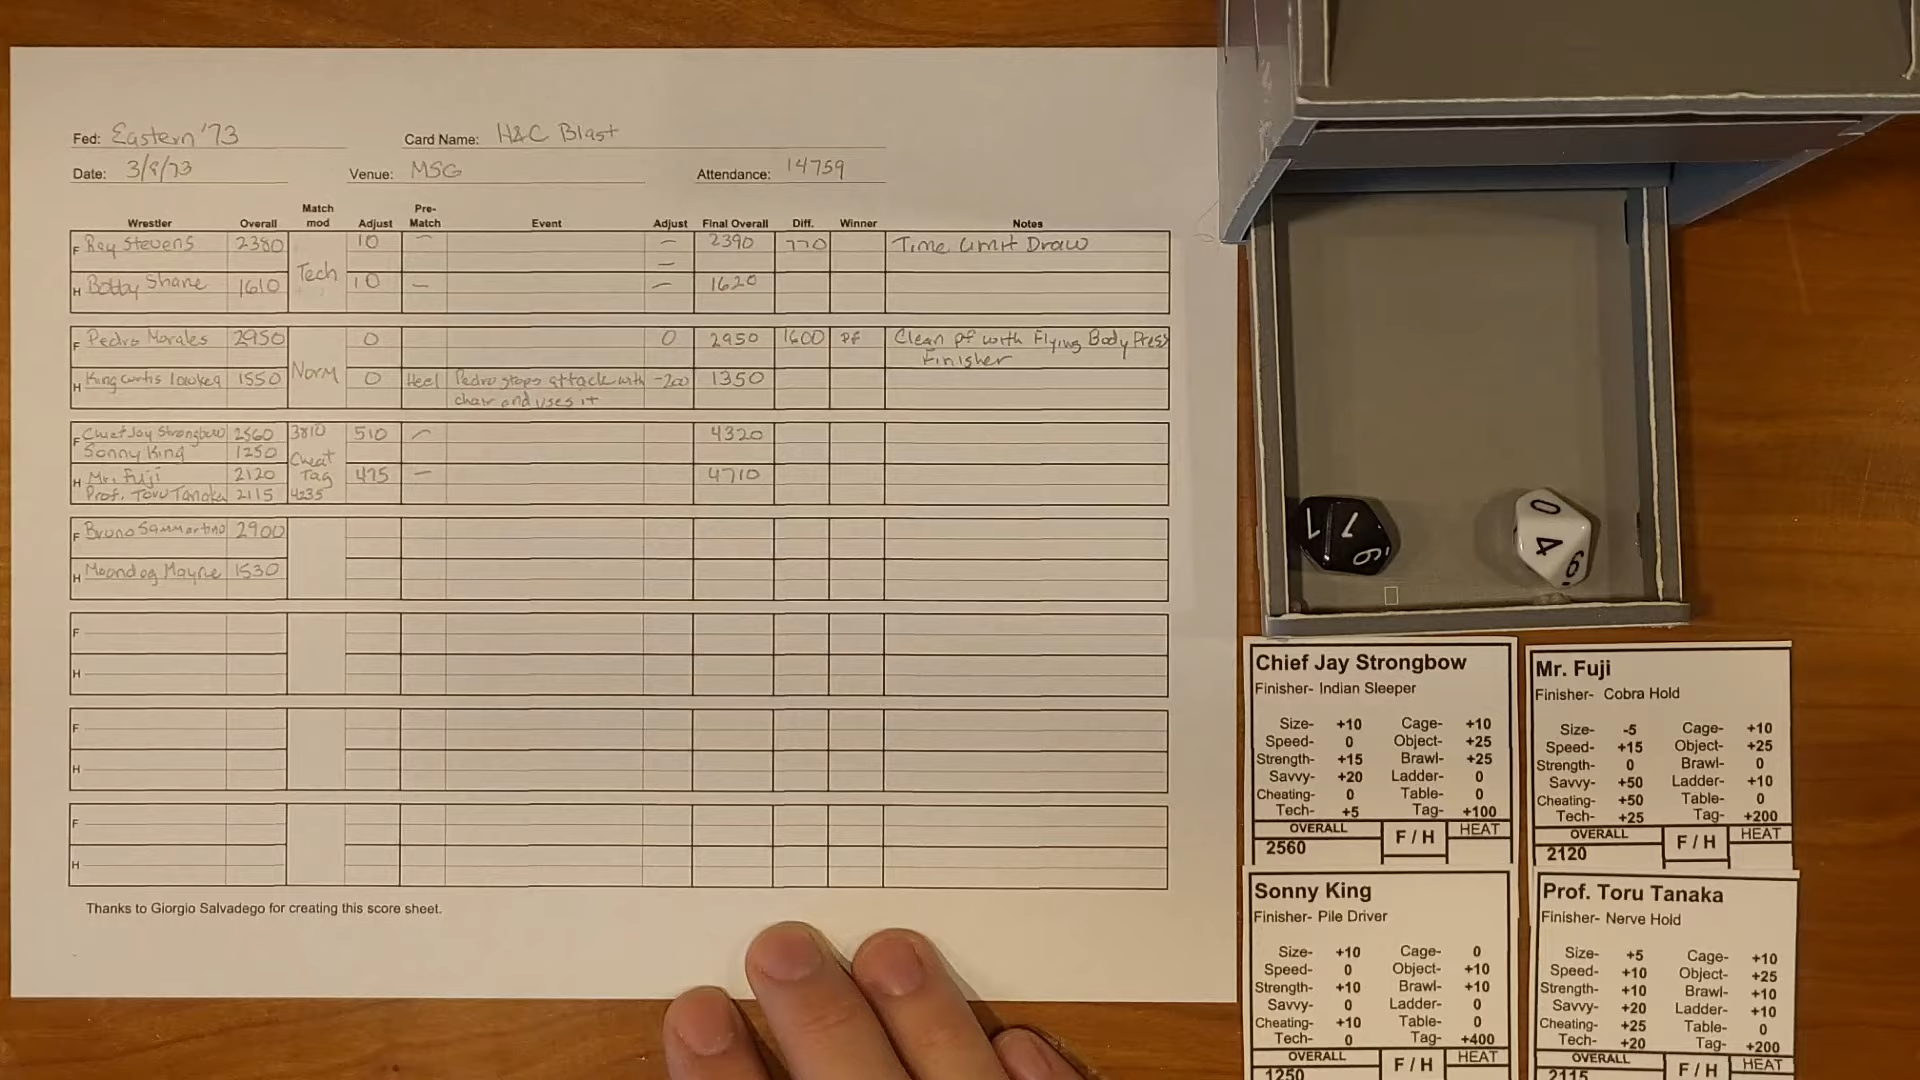 Fed: Eastern '73 Card Name: H&C Blast
Date: 3/9/73 Venue: MSG Attendance: 14759
Wrestler Overall Match mod Adjust Pre-Match Event Adjust Final Overall Diff. Winner Notes
F Ray Stevens 2380 Tech 10 — — 2390 770 Time Limit Draw
—
H Bobby Shane 1610 10 — — 1620
F Pedro Morales 2950 Norm 0 0 2950 1600 PF Clean pf with Flying Body Press
Finisher
H King Curtis Iaukea 1550 0 Heel Pedro stops attack with -200 1350
chair and uses it
F Chief Jay Strongbow 2560 3810 510 — 4320
Sonny King 1250 Cheat
H Mr. Fuji 2120 Tag 475 — 4710
Prof. Toru Tanaka 2115 4235
F Bruno Sammartino 2900
H Moondog Mayne 1530
F
H
F
H
F
H
Thanks to Giorgio Salvadego for creating this score sheet.
1 1 6
0 4 6
Chief Jay Strongbow
Finisher- Indian Sleeper
Size- +10 Cage- +10
Speed- 0 Object- +25
Strength- +15 Brawl- +25
Savvy- +20 Ladder- 0
Cheating- 0 Table- 0
Tech- +5 Tag- +100
OVERALL F / H HEAT
2560
Mr. Fuji
Finisher- Cobra Hold
Size- -5 Cage- +10
Speed- +15 Object- +25
Strength- 0 Brawl- 0
Savvy- +50 Ladder- +10
Cheating- +50 Table- 0
Tech- +25 Tag- +200
OVERALL F / H HEAT
2120
Sonny King
Finisher- Pile Driver
Size- +10 Cage- 0
Speed- 0 Object- +10
Strength- +10 Brawl- +10
Savvy- 0 Ladder- 0
Cheating- +10 Table- 0
Tech- 0 Tag- +400
OVERALL F / H HEAT
1250
Prof. Toru Tanaka
Finisher- Nerve Hold
Size- +5 Cage- +10
Speed- +10 Object- +25
Strength- +10 Brawl- +10
Savvy- +20 Ladder- +10
Cheating- +25 Table- 0
Tech- +20 Tag- +200
OVERALL F / H HEAT
2115